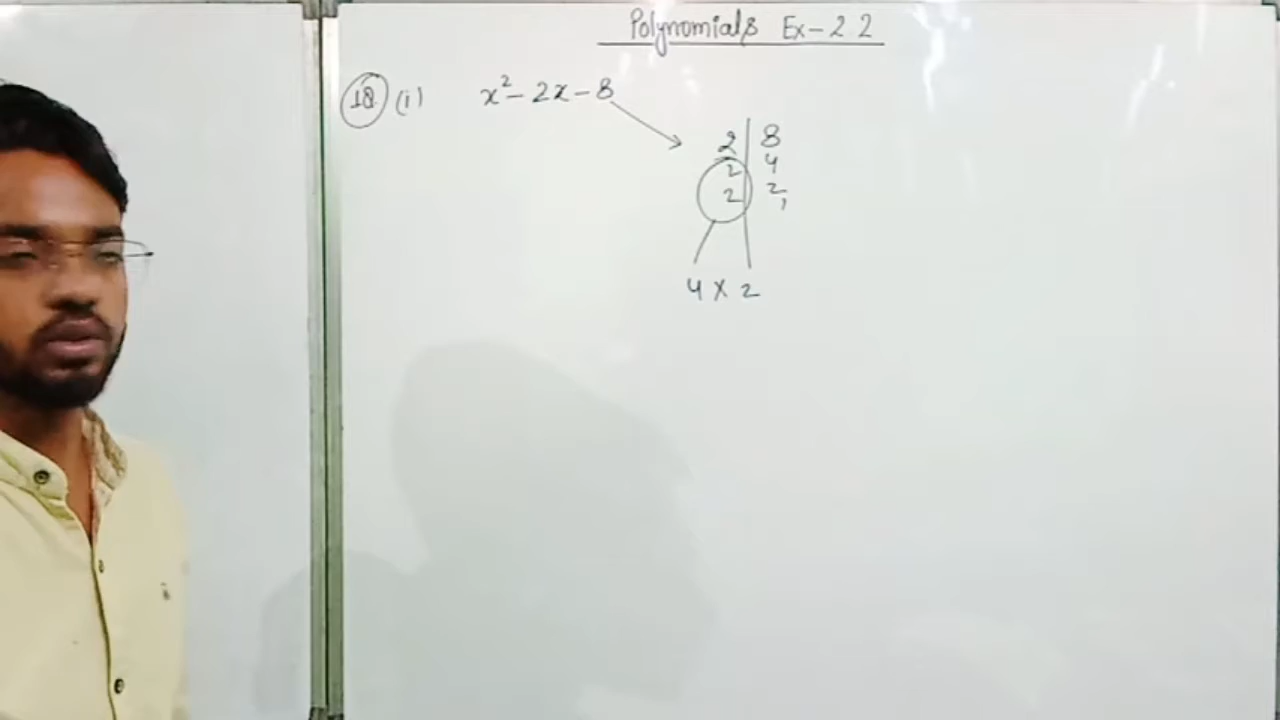 Polynomials Ex-2 2
18 (i) x²-2x-8
2 | 8
2 | 4
2 | 2
1
4 x 2